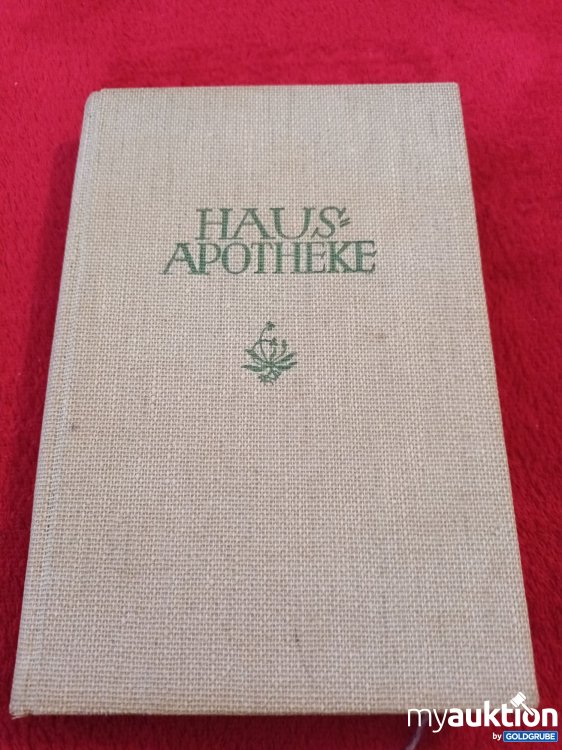 HAUS=
APOTHEKE
myauktion
by GOLDGRUBE